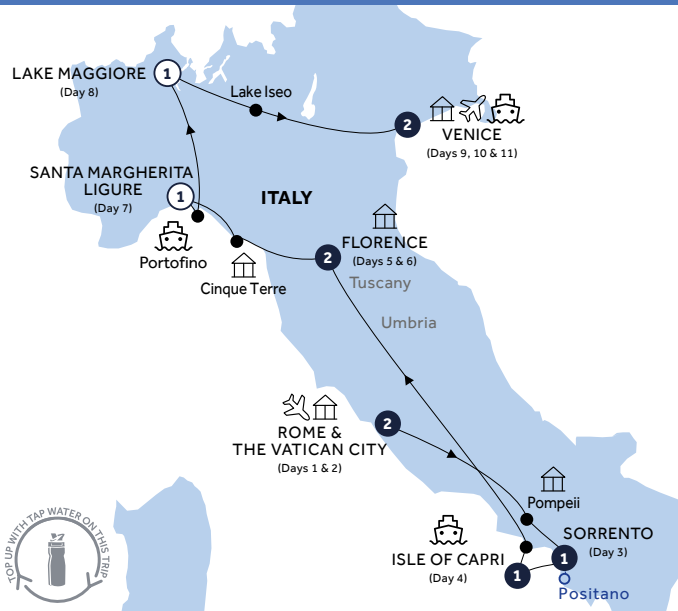 LAKE MAGGIORE
(Day 8)
1
Lake Iseo
2
VENICE
(Days 9, 10 & 11)
SANTA MARGHERITA
LIGURE
(Day 7)
1
ITALY
Portofino
Cinque Terre
FLORENCE
(Days 5 & 6)
2
Tuscany
Umbria
2
ROME &
THE VATICAN CITY
(Days 1 & 2)
Pompeii
SORRENTO
(Day 3)
1
ISLE OF CAPRI
(Day 4)
1
Positano
TOP UP WITH TAP WATER ON THIS TRIP